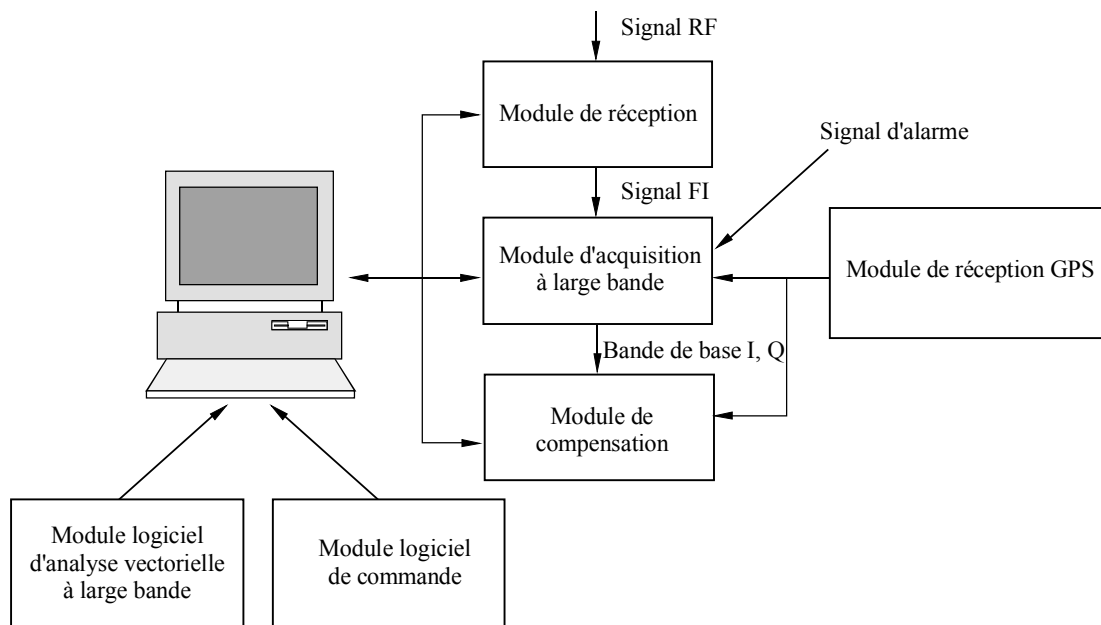 Signal RF
Module de réception
Signal d'alarme
Signal FI
Module d'acquisition
à large bande
Module de réception GPS
Bande de base I, Q
Module de
compensation
Module logiciel
d'analyse vectorielle
à large bande
Module logiciel
de commande